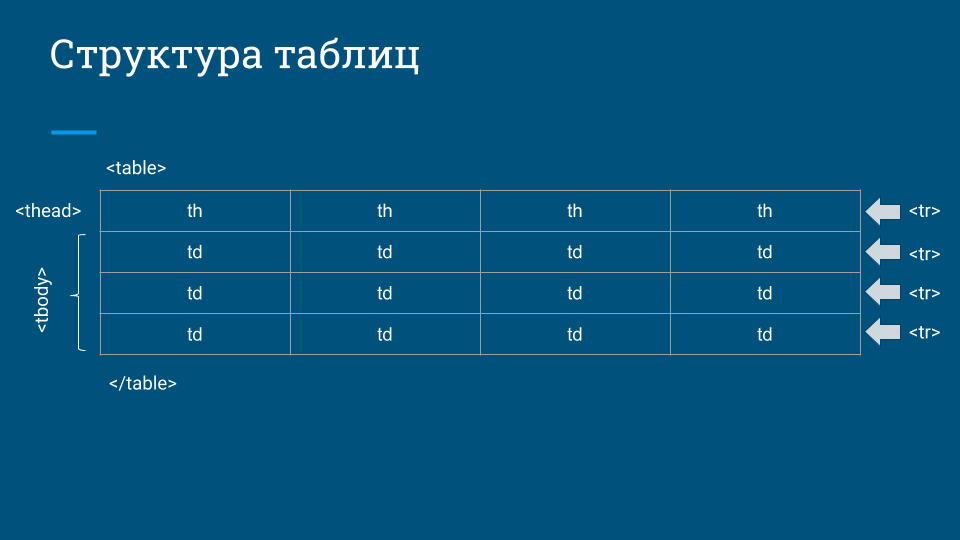 Структура таблиц
<table>
<thead> th th th th <tr>
td td td td <tr>
<tbody> td td td td <tr>
td td td td <tr>
</table>